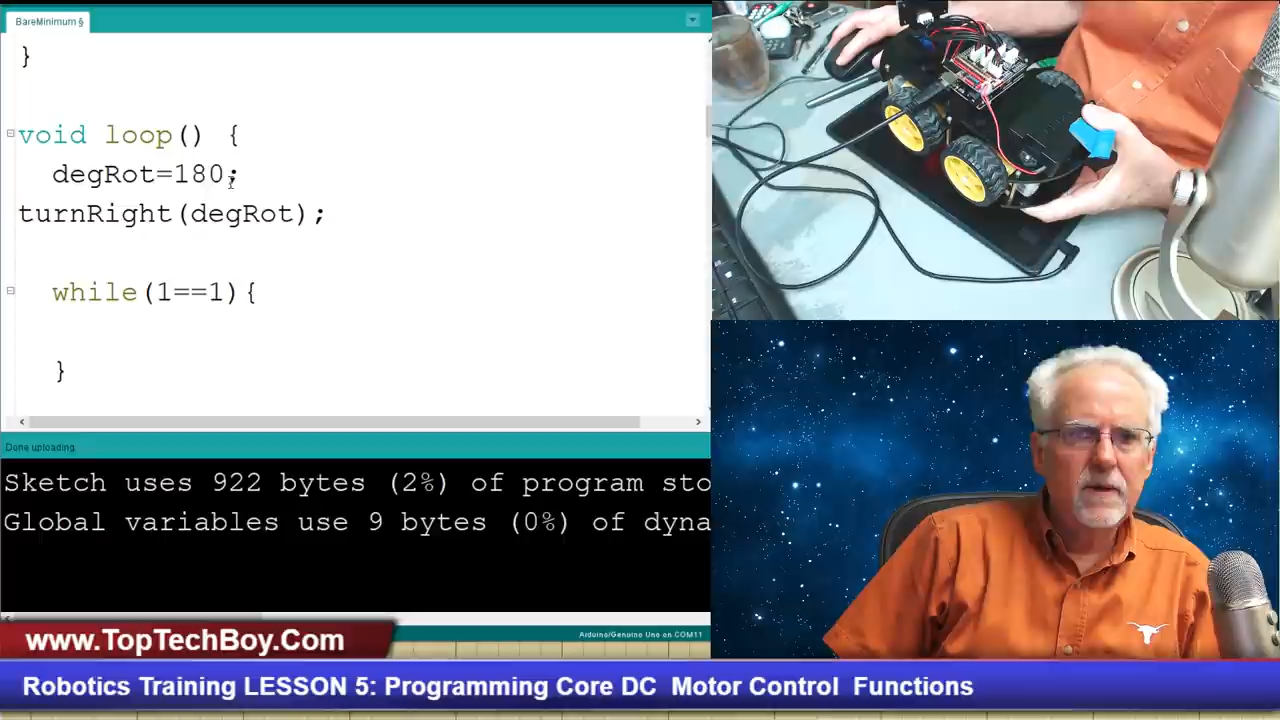 BareMinimum §
}
void loop() {
degRot=180;
turnRight(degRot);
while(1==1){
}
Done uploading.
Sketch uses 922 bytes (2%) of program sto
Global variables use 9 bytes (0%) of dyna
Arduino/Genuino Uno on COM11
www.TopTechBoy.Com
Robotics Training LESSON 5: Programming Core DC Motor Control Functions